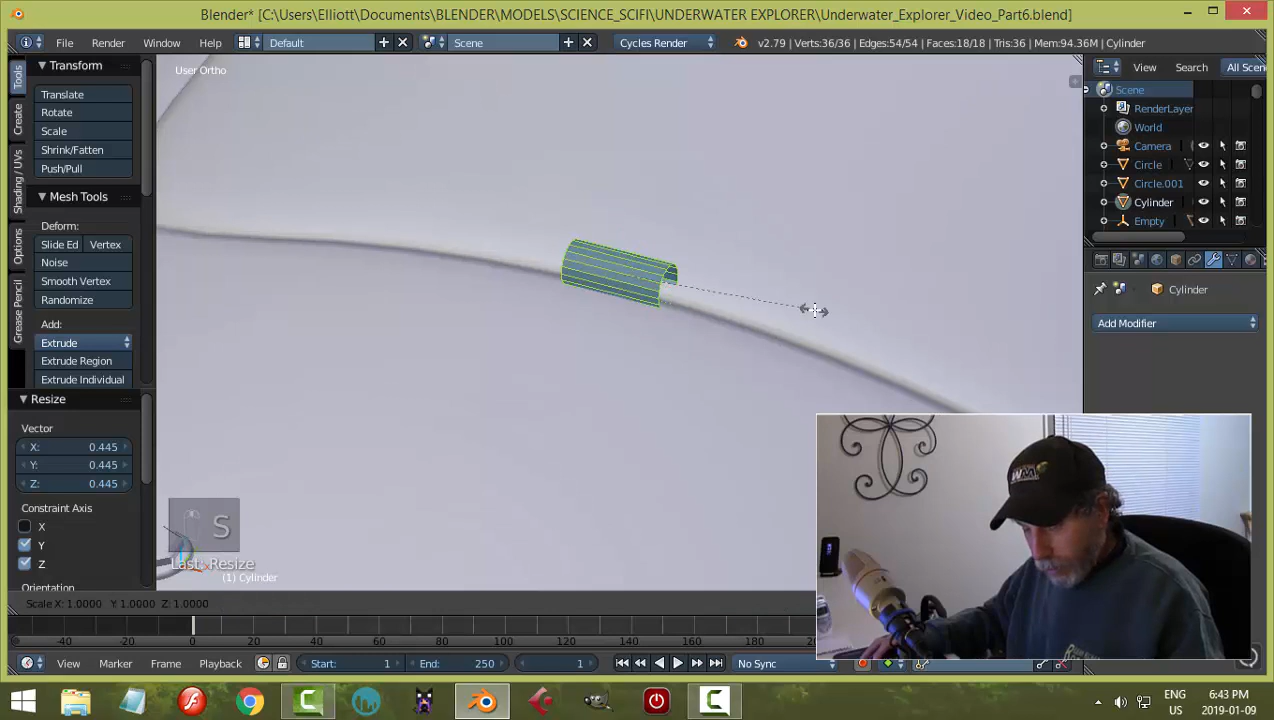 Blender* [C:\Users\Elliott\Documents\BLENDER\MODELS\SCIENCE_SCIFI\UNDERWATER EXPLORER\Underwater_Explorer_Video_Part6.blend]
File Render Window Help Default Scene Cycles Render v2.79 | Verts:36/36 | Edges:54/54 | Faces:18/18 | Tris:36 | Mem:94.36M | Cylinder
Tools
Create
Shading / UVs
Options
Grease Pencil
Transform
Translate
Rotate
Scale
Shrink/Fatten
Push/Pull
Mesh Tools
Deform:
Slide Ed Vertex
Noise
Smooth Vertex
Randomize
Add:
Extrude
Extrude Region
Extrude Individual
Resize
Vector
X: 0.445
Y: 0.445
Z: 0.445
Constraint Axis
X
Y
Z
Orientation
User Ortho
S
Last: Resize
(1) Cylinder
Scale X: 1.0000 Y: 1.0000 Z: 1.0000
View Search All Scen
Scene
RenderLayer
World
Camera
Circle
Circle.001
Cylinder
Empty
Cylinder
Add Modifier
-40 -20 0 20 40 60 80 100 120 140 160 180
View Marker Frame Playback Start: 1 End: 250 1 No Sync
ENG
US
6:43 PM
2019-01-09